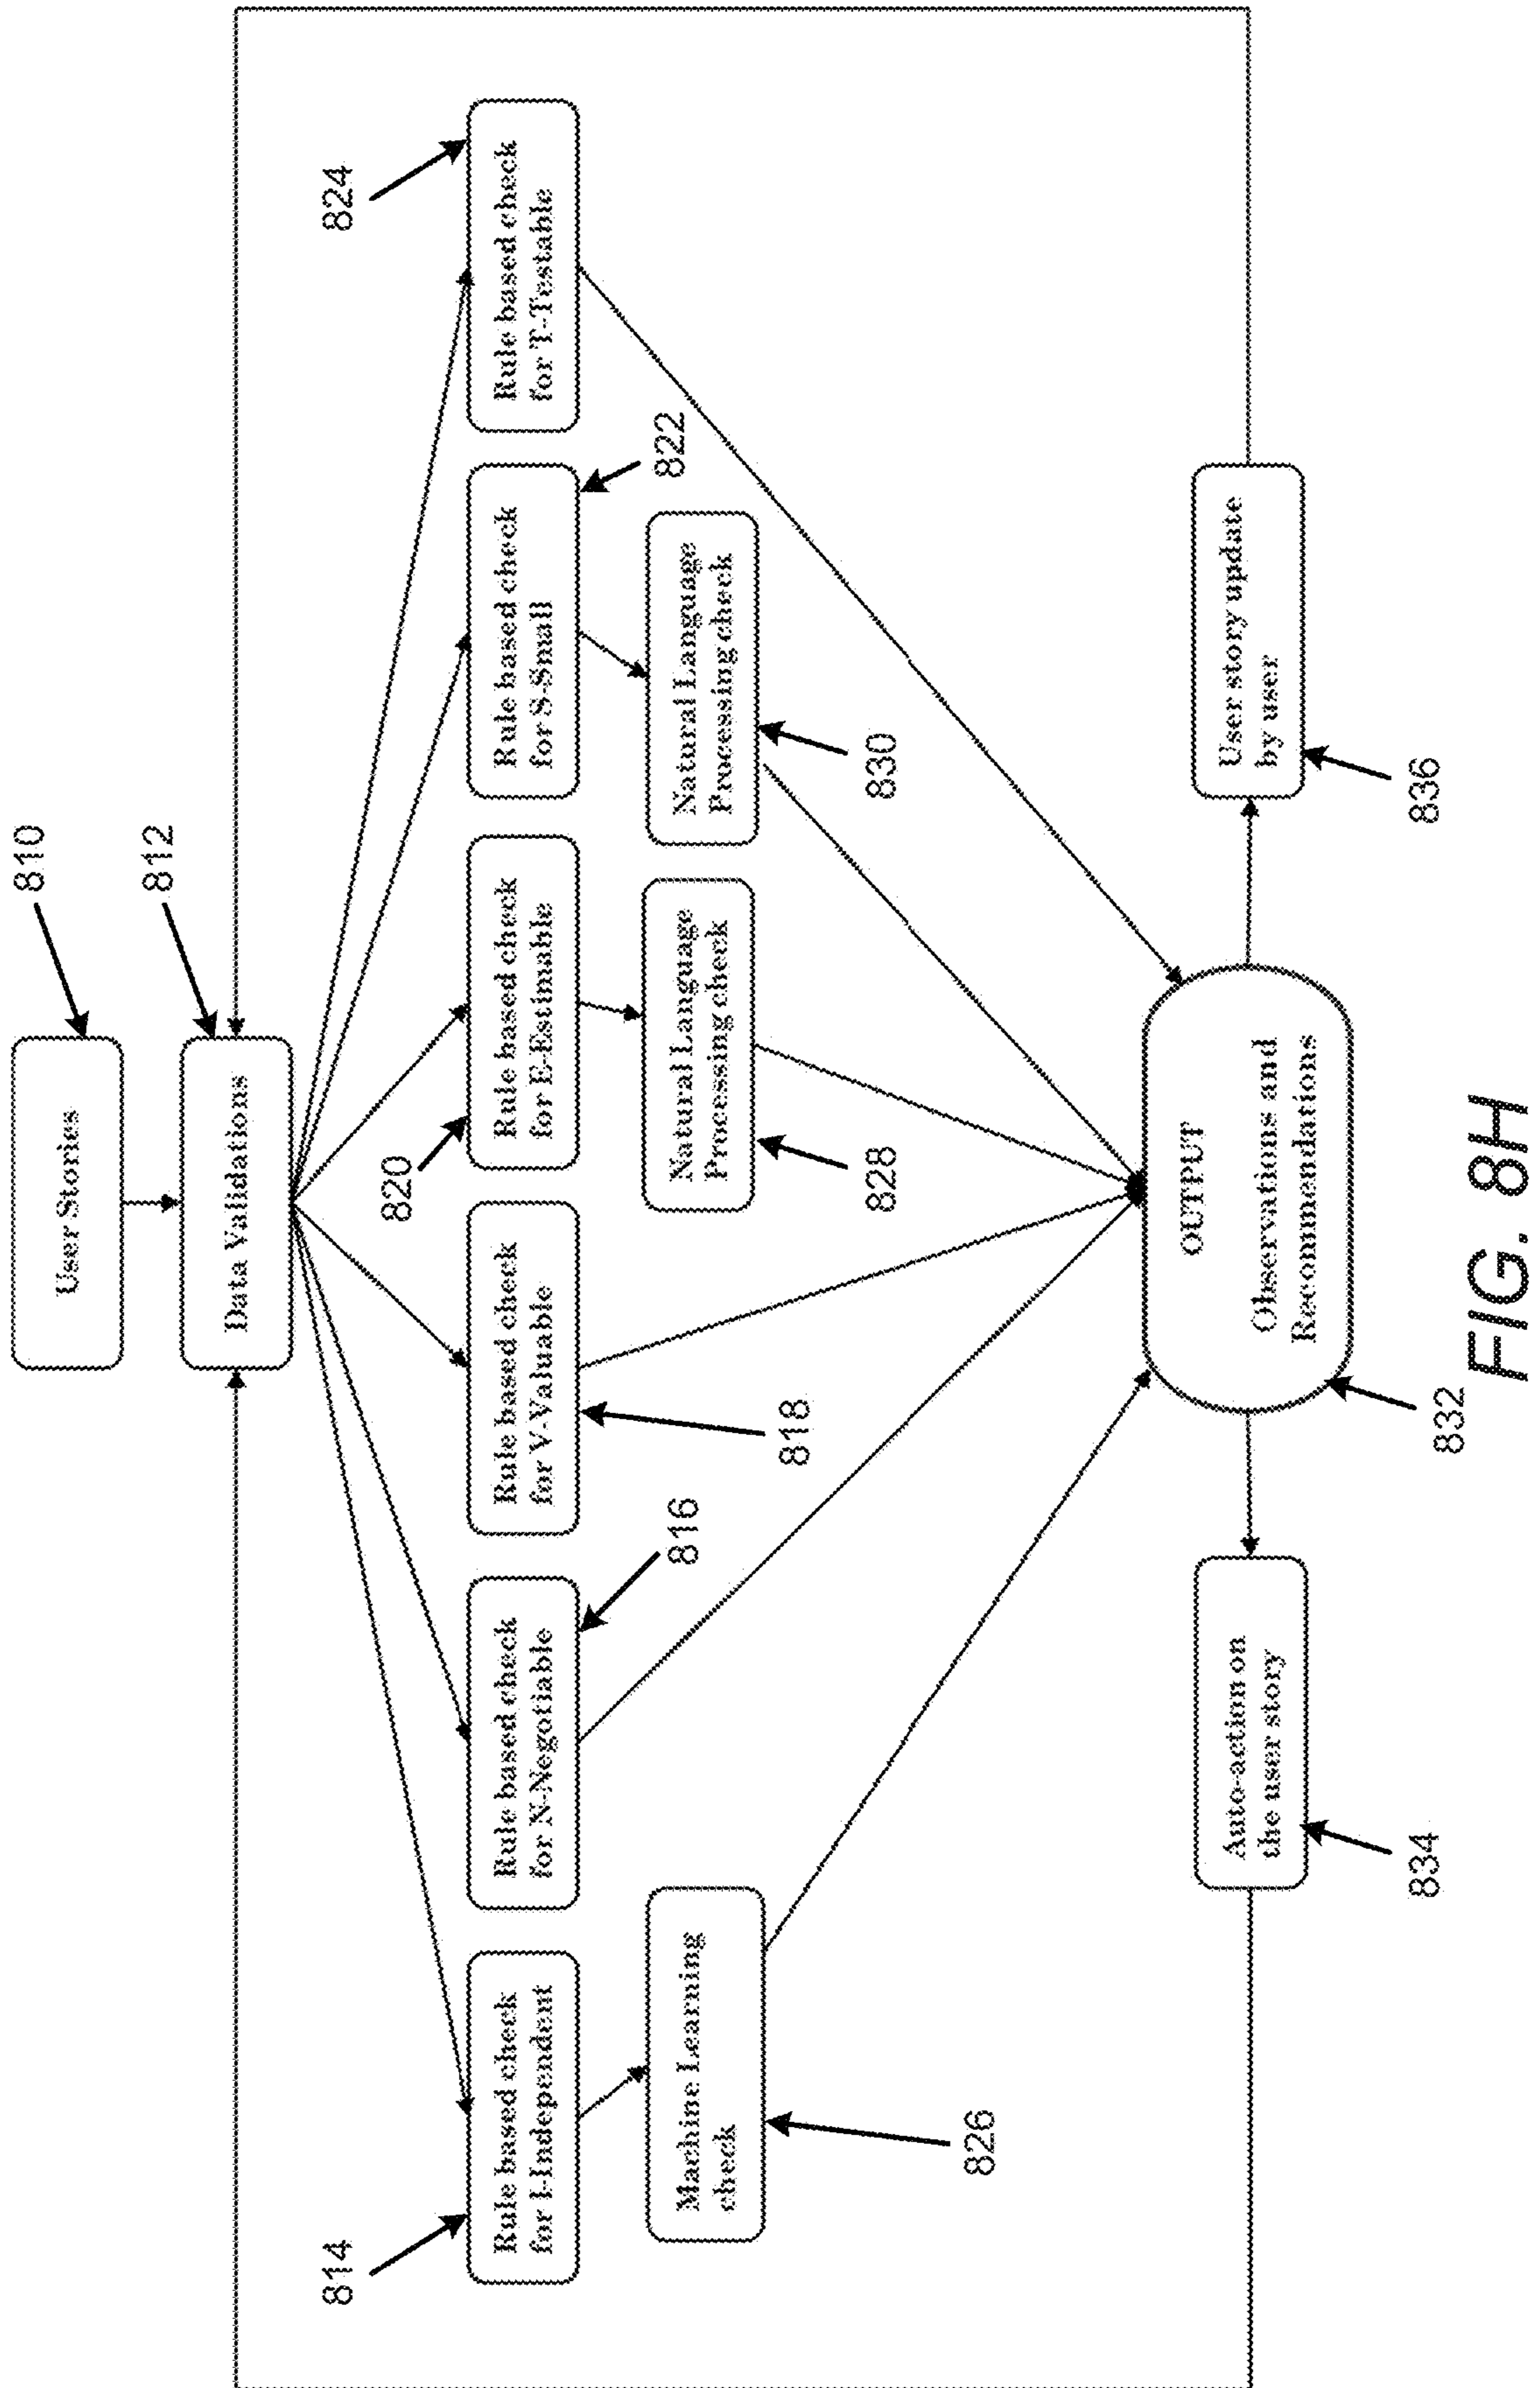 810
User Stories
812
Data Validations
814
Rule based check
for I-Independent
Rule based check
for N-Negotiable
816
Rule based check
for V-Valuable
818
820
Rule based check
for E-Estimable
Rule based check
for S-Small
822
824
Rule based check
for T-Testable
Machine Learning
check
826
Natural Language
Processing check
828
Natural Language
Processing check
830
OUTPUT
Observations and
Recommendations
832
Auto-action on
the user story
834
User story update
by user
836
FIG. 8H